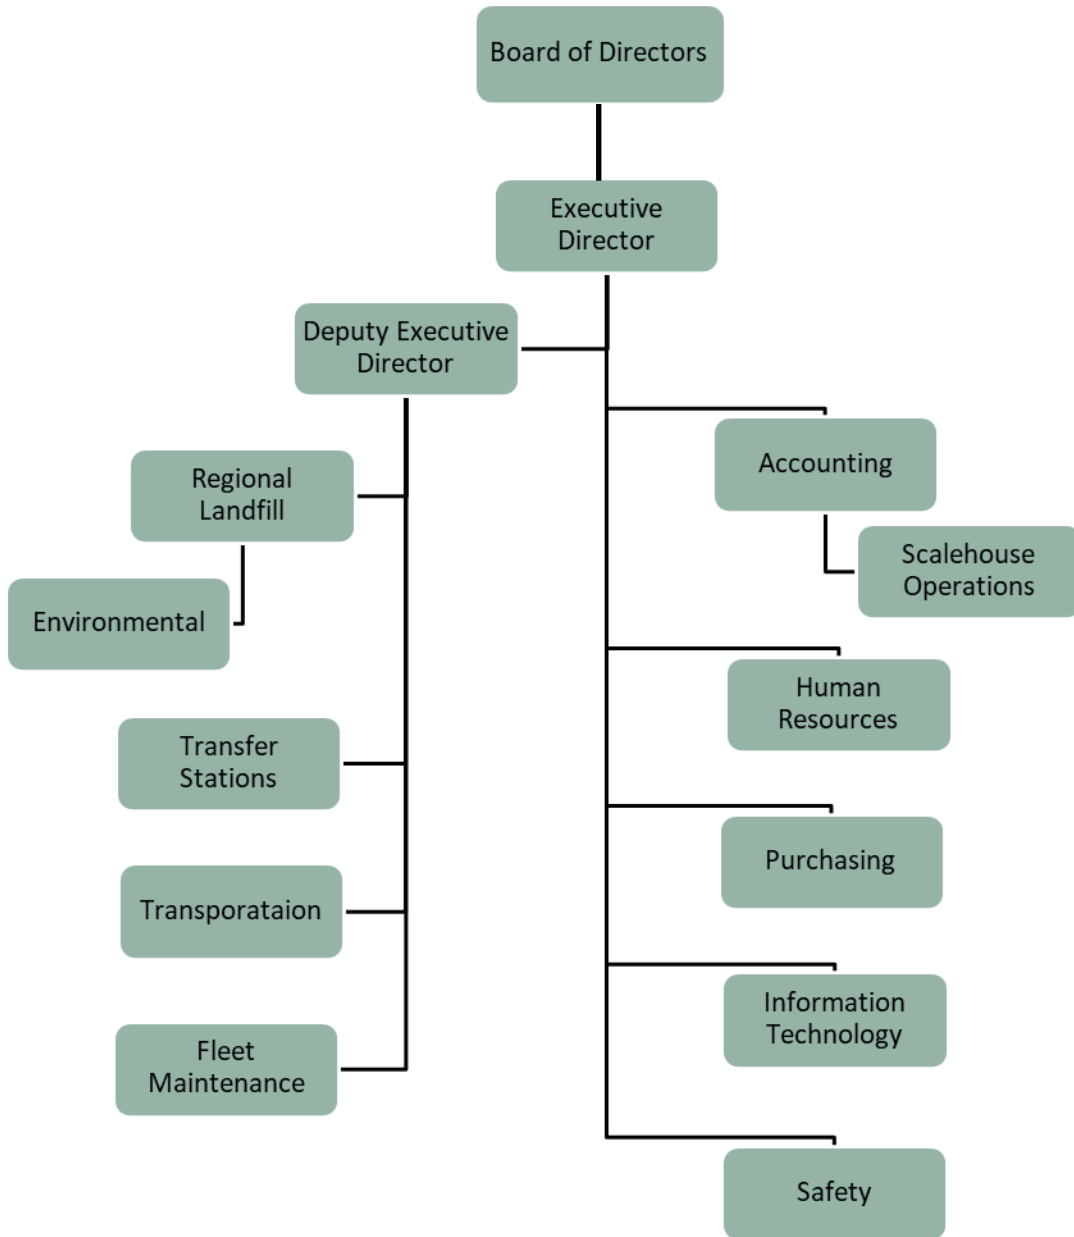 Board of Directors
Executive
Director
Deputy Executive
Director
Regional
Landfill
Environmental
Transfer
Stations
Transporataion
Fleet
Maintenance
Accounting
Scalehouse
Operations
Human
Resources
Purchasing
Information
Technology
Safety